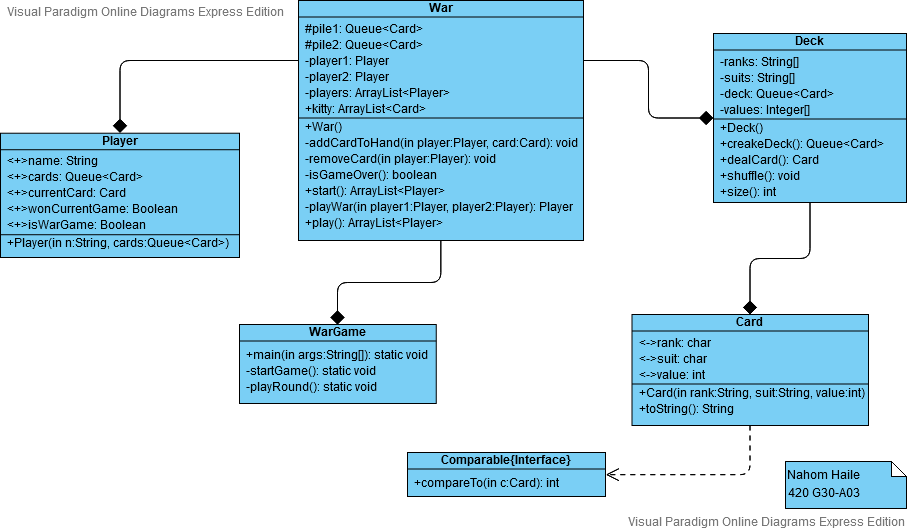 Visual Paradigm Online Diagrams Express Edition
War
#pile1: Queue<Card>
#pile2: Queue<Card>
-player1: Player
-player2: Player
-players: ArrayList<Player>
+kitty: ArrayList<Card>
+War()
-addCardToHand(in player:Player, card:Card): void
-removeCard(in player:Player): void
-isGameOver(): boolean
+start(): ArrayList<Player>
-playWar(in player1:Player, player2:Player): Player
+play(): ArrayList<Player>
Deck
-ranks: String[]
-suits: String[]
-deck: Queue<Card>
-values: Integer[]
+Deck()
+creakeDeck(): Queue<Card>
+dealCard(): Card
+shuffle(): void
+size(): int
Player
<+>name: String
<+>cards: Queue<Card>
<+>currentCard: Card
<+>wonCurrentGame: Boolean
<+>isWarGame: Boolean
+Player(in n:String, cards:Queue<Card>)
WarGame
+main(in args:String[]): static void
-startGame(): static void
-playRound(): static void
Card
<->rank: char
<->suit: char
<->value: int
+Card(in rank:String, suit:String, value:int)
+toString(): String
Comparable{Interface}
+compareTo(in c:Card): int
Nahom Haile
420 G30-A03
Visual Paradigm Online Diagrams Express Edition